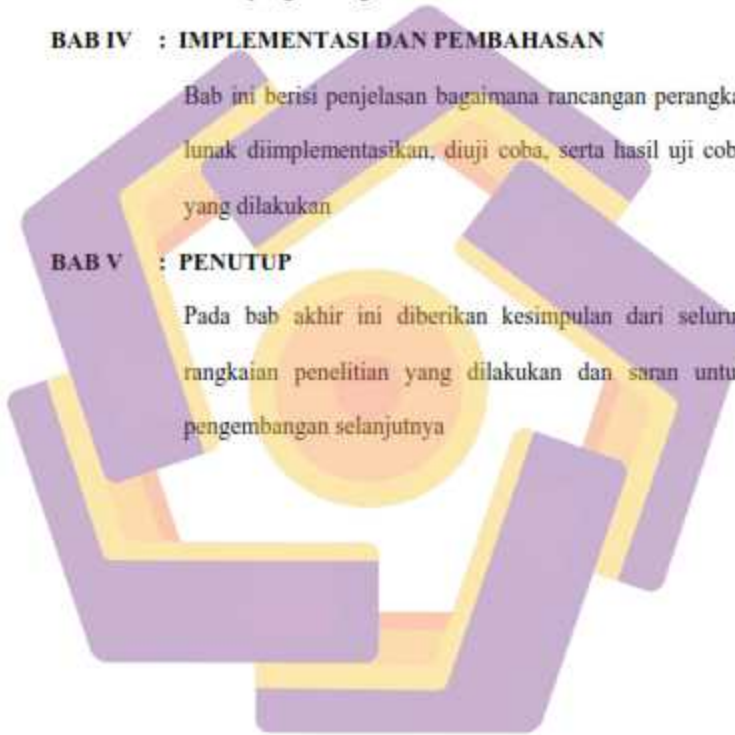 BAB IV : IMPLEMENTASI DAN PEMBAHASAN
Bab ini berisi penjelasan bagaimana rancangan perangka
lunak diimplementasikan, diuji coba, serta hasil uji cob
yang dilakukan
BAB V : PENUTUP
Pada bab akhir ini diberikan kesimpulan dari seluru
rangkaian penelitian yang dilakukan dan saran untu
pengembangan selanjutnya